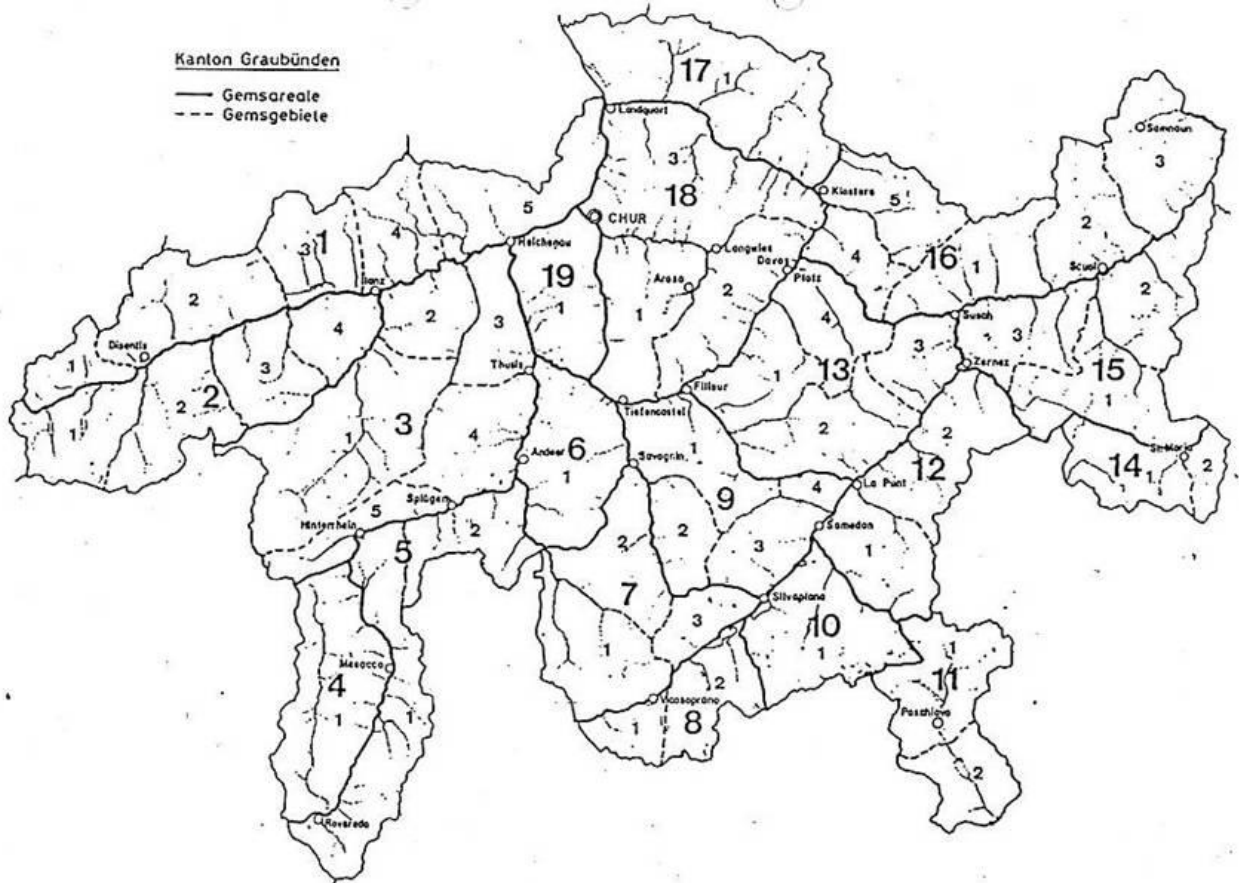 Kanton Graubünden
Gemsareale
Gemsgebiete
17
1
Landquart
Samnaun
3
3
18
Klosters
5
2
5
CHUR
1
3
4
Reichenau
Langwies
Davos
Platz
4
16
1
Scuol
2
Ilanz
19
1
Arosa
1
2
2
Disentis
1
4
3
2
3
4
Susch
3
Zernez
15
1
2
2
1
3
1
3
Thusis
4
Tiefencastel
Filisur
1
13
2
3
2
12
14
1
St. Maria
2
Andeer
6
1
Savognin
1
9
4
La Punt
Splügen
5
Hinterrhein
2
5
2
2
3
Samedan
1
7
Silvaplana
3
10
1
1
4
Mesocco
1
1
Vicosoprano
2
8
1
1
11
Poschiavo
2
Roveredo